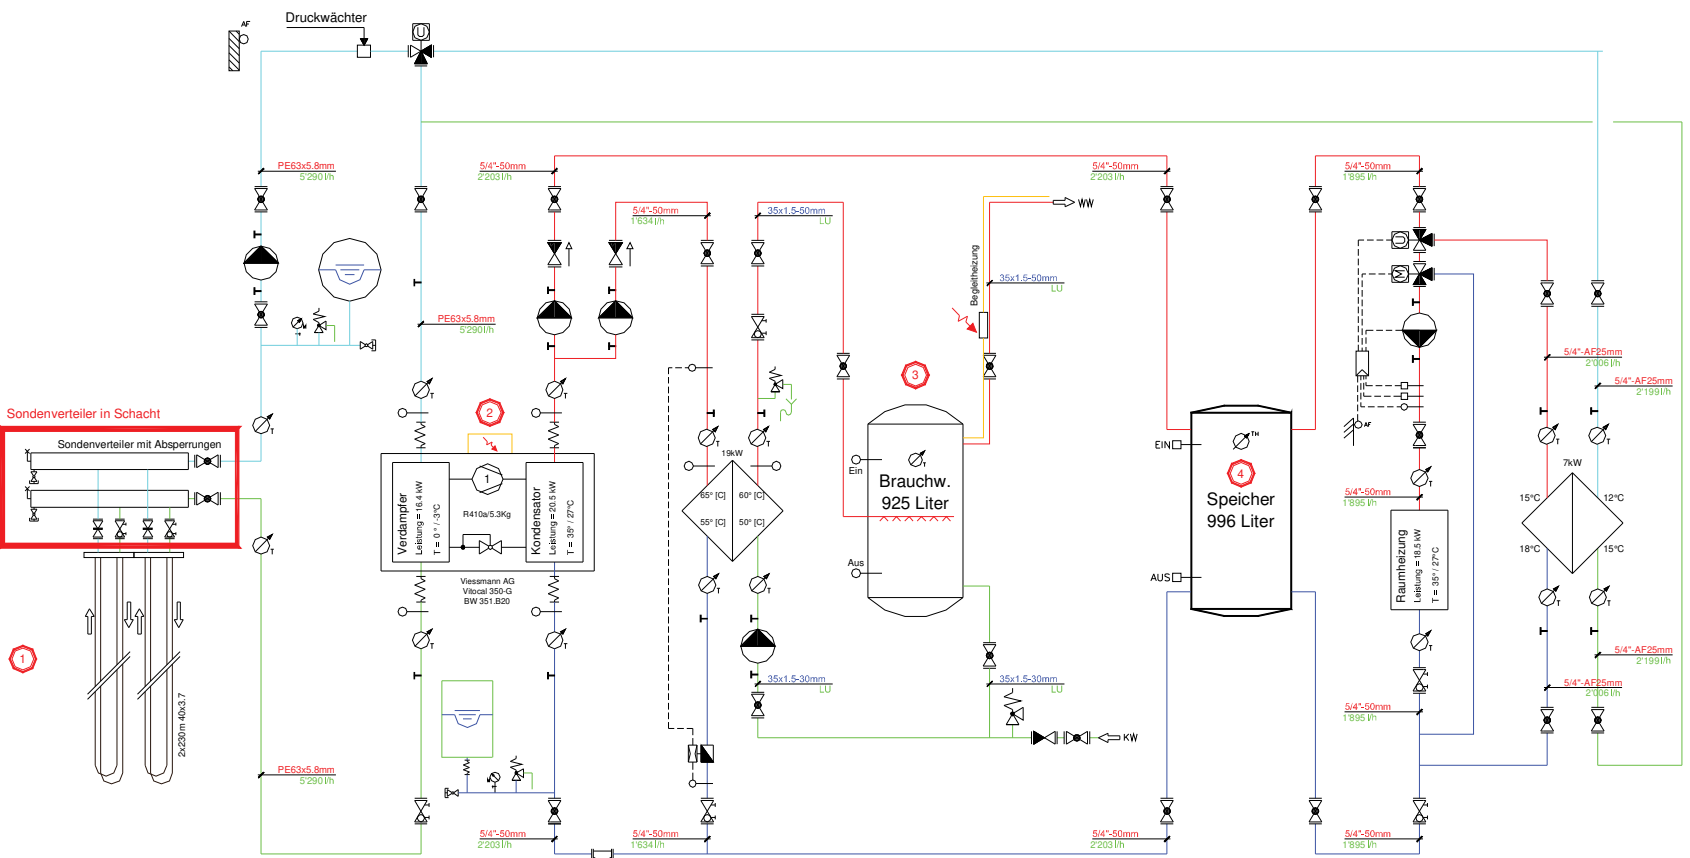 Druckwächter
AF
U
PE63x5.8mm
5'290 l/h
5/4"-50mm
2'203 l/h
5/4"-50mm
2'203 l/h
5/4"-50mm
1'895 l/h
5/4"-50mm
1'634 l/h
35x1.5-50mm
LU
WW
Begleitheizung
35x1.5-50mm
LU
U
M
PE63x5.8mm
5'290 l/h
5/4"-AF25mm
2'006 l/h
5/4"-AF25mm
2'199 l/h
AF
Sondenverteiler in Schacht
Sondenverteiler mit Absperrungen
T
T
T
T
T
T
2
3
4
1
Verdampfer
Leistung = 16.4 kW
T = 0 ° / -3°C
1
R410a/5.3Kg
Kondensator
Leistung = 20.5 kW
T = 35° / 27°C
Viessmann AG
Vitocal 350-G
BW 351.B20
19kW
65° [C]
60° [C]
55° [C]
50° [C]
Ein
T
Brauchw.
925 Liter
Aus
EIN
TH
Speicher
996 Liter
AUS
5/4"-50mm
1'895 l/h
Raumheizung
Leistung = 18.5 kW
T = 35° / 27°C
7kW
15°C
12°C
18°C
15°C
T
T
T
T
T
T
T
T
T
T
2x230m 40x3.7
35x1.5-30mm
LU
35x1.5-30mm
LU
KW
5/4"-AF25mm
2'199 l/h
5/4"-AF25mm
2'006 l/h
5/4"-50mm
1'895 l/h
PE63x5.8mm
5'290 l/h
5/4"-50mm
2'203 l/h
5/4"-50mm
1'634 l/h
5/4"-50mm
2'203 l/h
5/4"-50mm
1'895 l/h